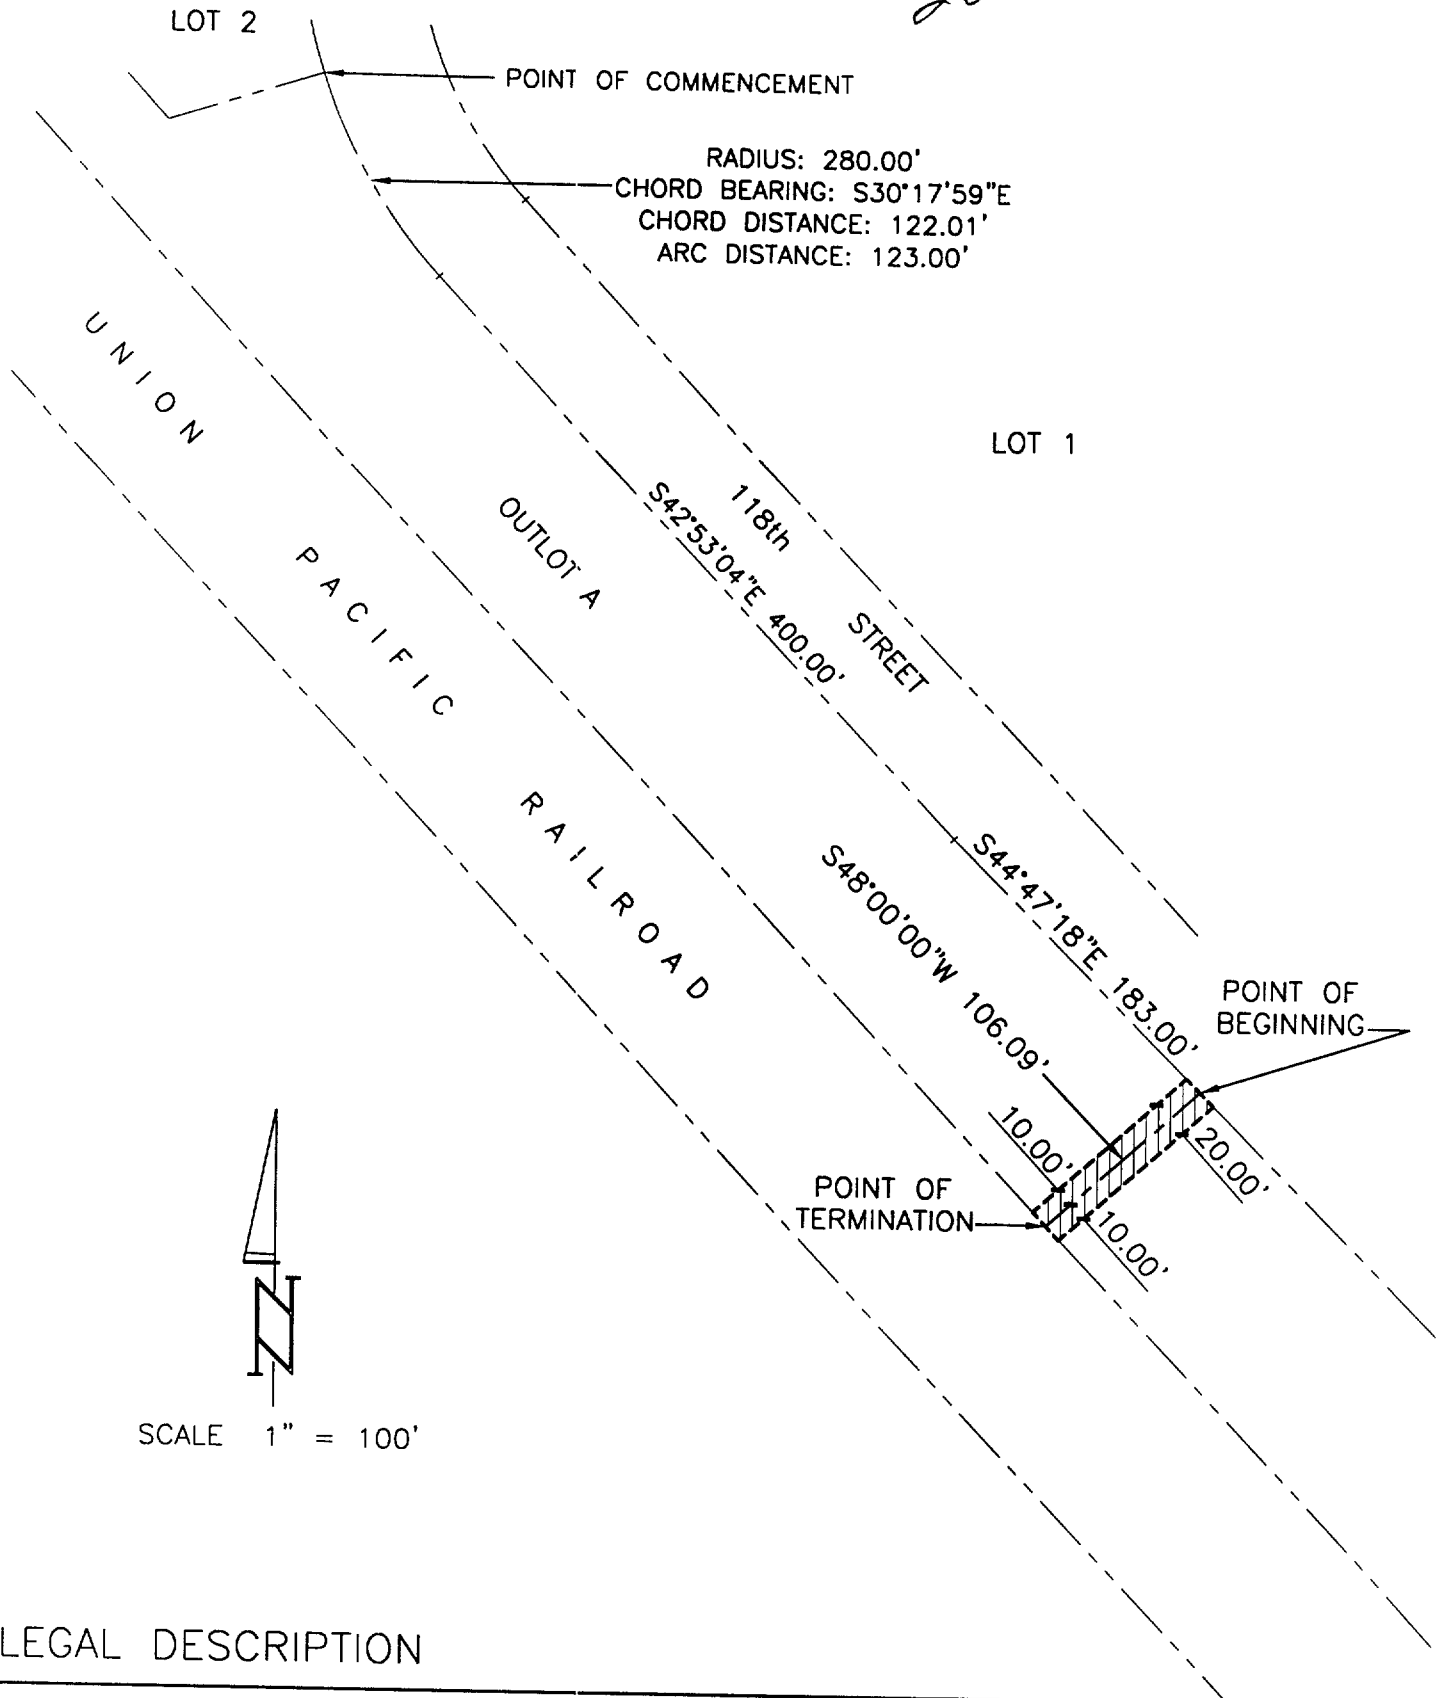 LOT 2
POINT OF COMMENCEMENT
RADIUS: 280.00'
CHORD BEARING: S30°17'59"E
CHORD DISTANCE: 122.01'
ARC DISTANCE: 123.00'
UNION PACIFIC RAILROAD
LOT 1
OUTLOT A
118th STREET
S42°53'04"E 400.00'
S44°47'18"E 183.00'
S48°00'00"W 106.09'
POINT OF
BEGINNING
10.00'
20.00'
POINT OF
TERMINATION
10.00'
N
SCALE 1" = 100'
LEGAL DESCRIPTION